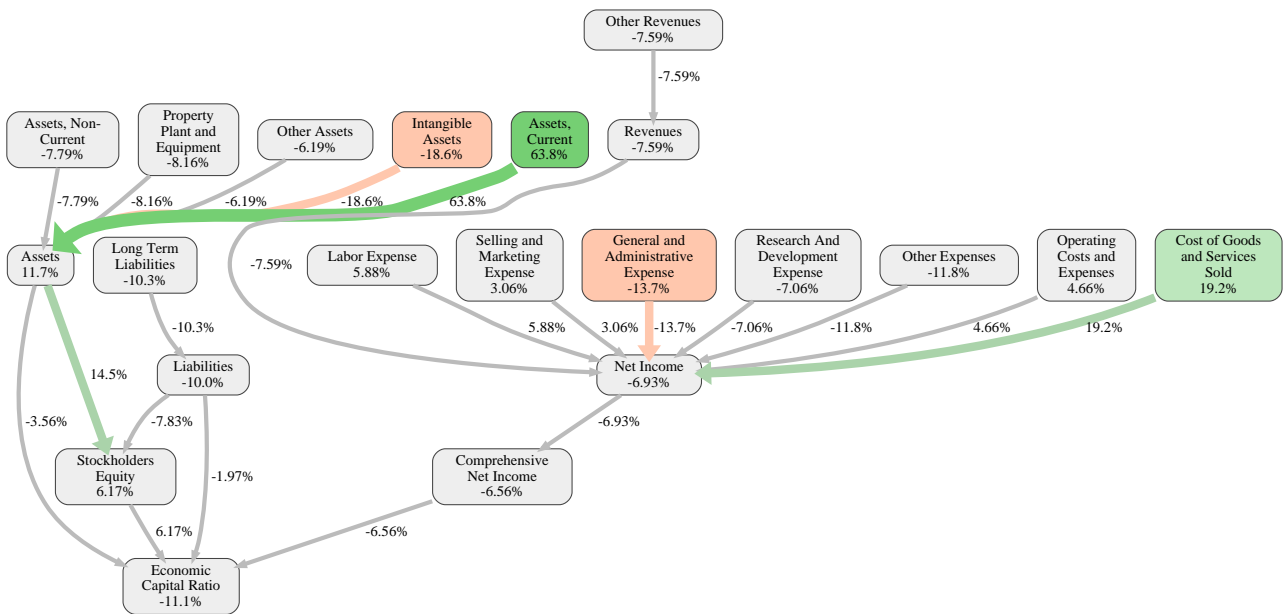 Other Revenues
-7.59%
-7.59%
Assets, Non-
Current
-7.79%
Property
Plant and
Equipment
-8.16%
Other Assets
-6.19%
Intangible
Assets
-18.6%
Assets,
Current
63.8%
Revenues
-7.59%
-7.79%
-8.16%
-6.19%
-18.6%
63.8%
Assets
11.7%
Long Term
Liabilities
-10.3%
-7.59%
Labor Expense
5.88%
Selling and
Marketing
Expense
3.06%
General and
Administrative
Expense
-13.7%
Research And
Development
Expense
-7.06%
Other Expenses
-11.8%
Operating
Costs and
Expenses
4.66%
Cost of Goods
and Services
Sold
19.2%
-10.3%
5.88%
3.06%
-13.7%
-7.06%
-11.8%
4.66%
19.2%
14.5%
Liabilities
-10.0%
Net Income
-6.93%
-3.56%
-7.83%
-6.93%
Stockholders
Equity
6.17%
-1.97%
Comprehensive
Net Income
-6.56%
6.17%
-6.56%
Economic
Capital Ratio
-11.1%